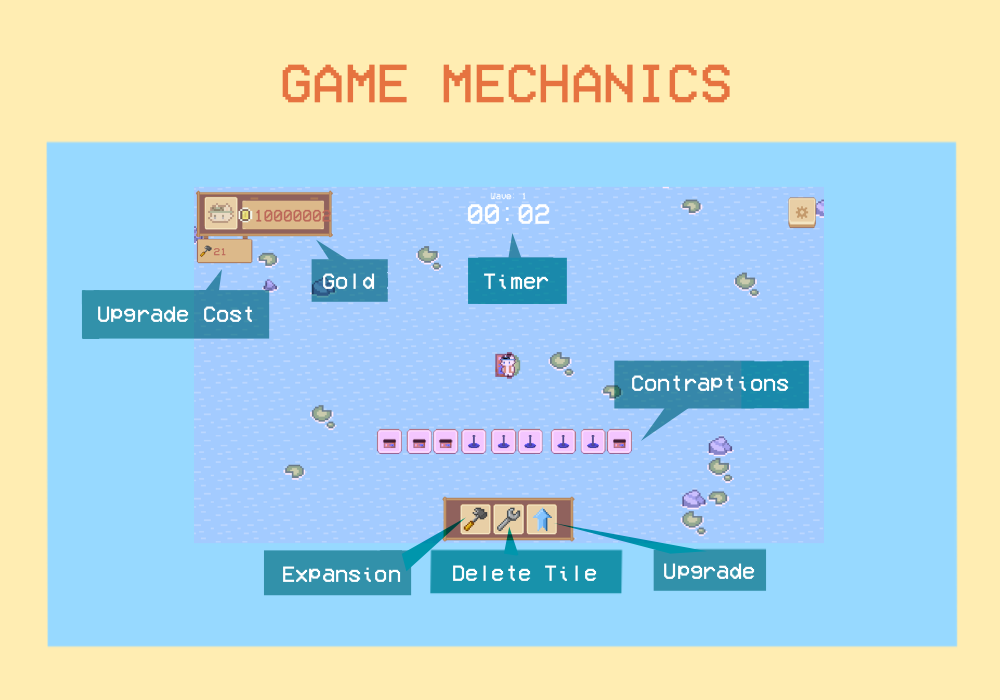 GAME MECHANICS
Wave: 1
1000000
00:02
21
Gold
Timer
Upgrade Cost
Contraptions
Expansion
Delete Tile
Upgrade